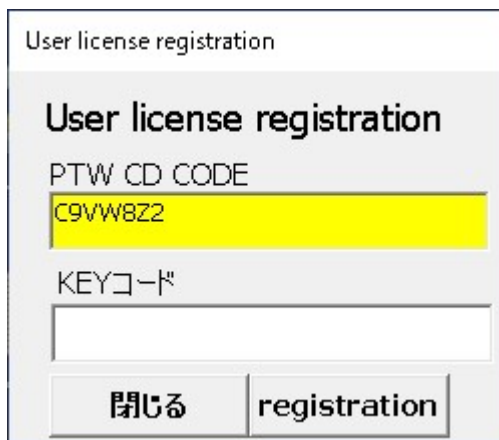 User license registration
User license registration
PTW CD CODE
C9VW8Z2
KEYコード
閉じる registration